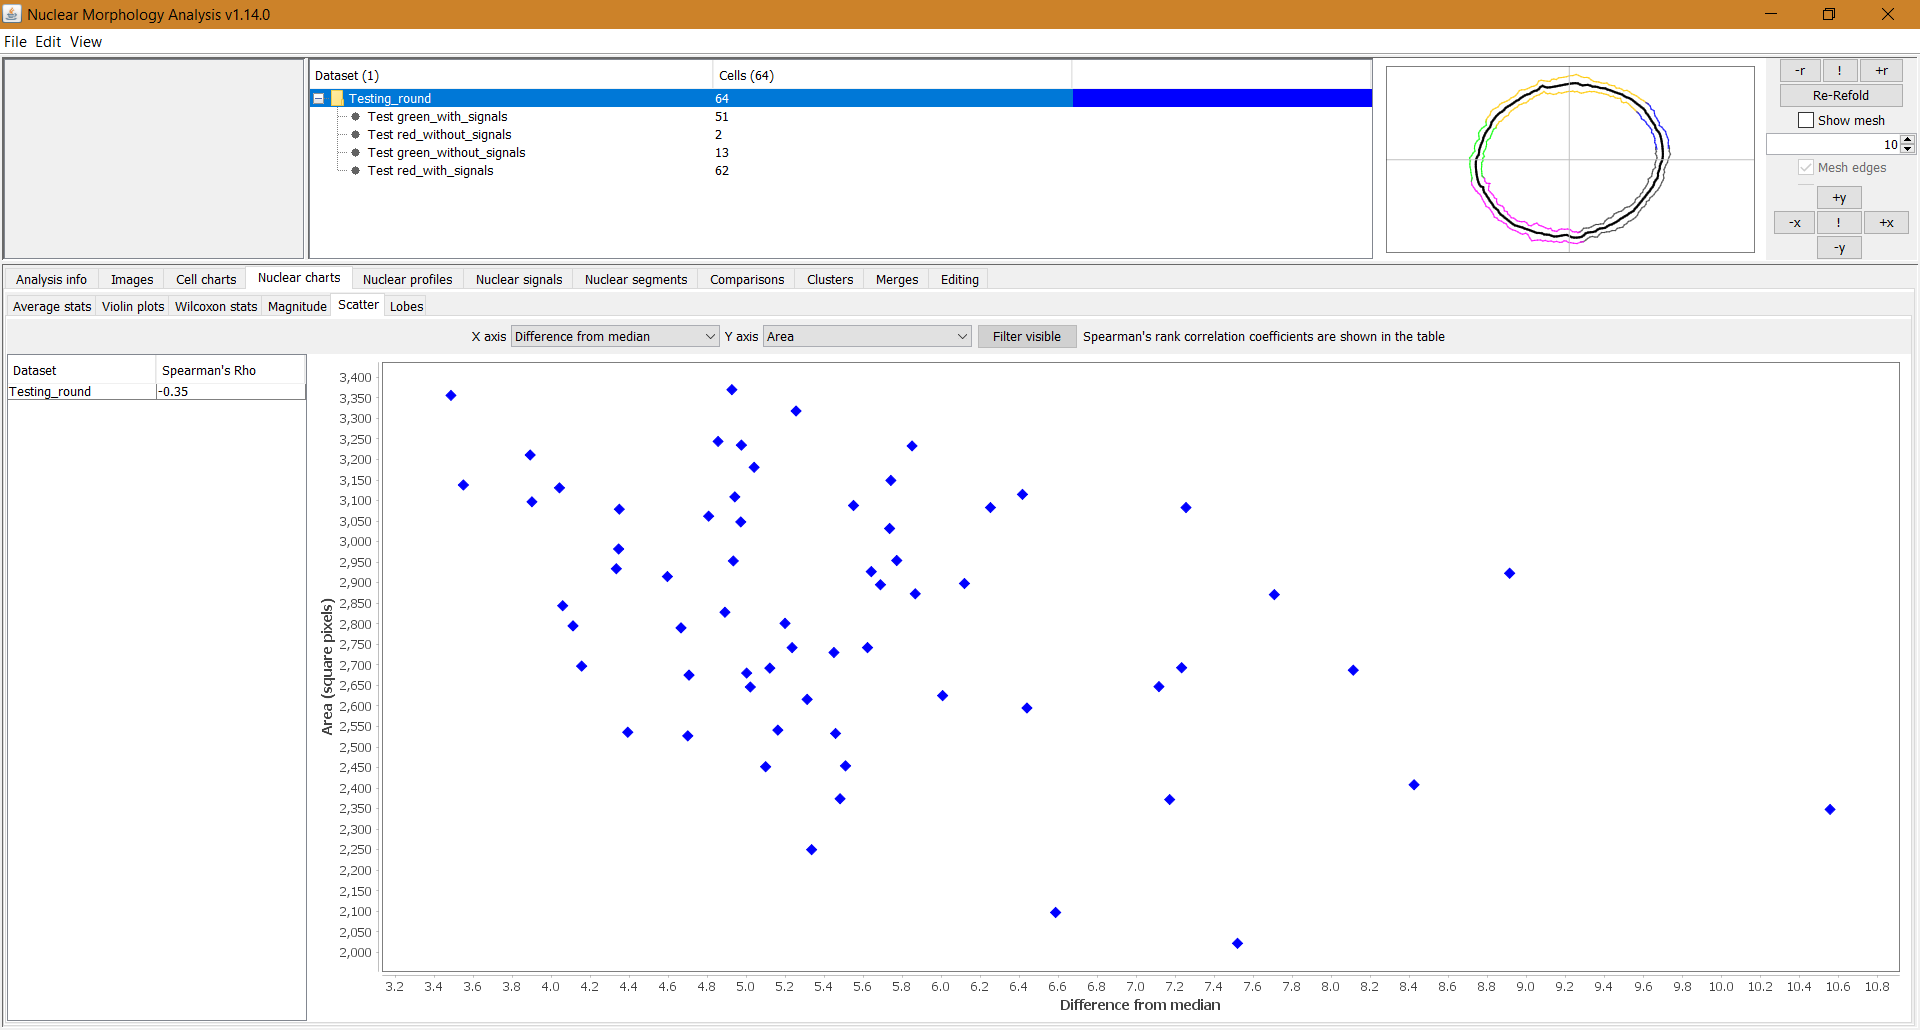 Nuclear Morphology Analysis v1.14.0
File Edit View
Dataset (1) Cells (64)
Testing_round 64
Test green_with_signals 51
Test red_without_signals 2
Test green_without_signals 13
Test red_with_signals 62
-r ! +r
Re-Refold
Show mesh
10
Mesh edges
+y
-x ! +x
-y
Analysis info Images Cell charts Nuclear charts Nuclear profiles Nuclear signals Nuclear segments Comparisons Clusters Merges Editing
Average stats Violin plots Wilcoxon stats Magnitude Scatter Lobes
X axis Difference from median Y axis Area Filter visible Spearman's rank correlation coefficients are shown in the table
Dataset Spearman's Rho
Testing_round -0.35
Area (square pixels)
3,400
3,350
3,300
3,250
3,200
3,150
3,100
3,050
3,000
2,950
2,900
2,850
2,800
2,750
2,700
2,650
2,600
2,550
2,500
2,450
2,400
2,350
2,300
2,250
2,200
2,150
2,100
2,050
2,000
3.2 3.4 3.6 3.8 4.0 4.2 4.4 4.6 4.8 5.0 5.2 5.4 5.6 5.8 6.0 6.2 6.4 6.6 6.8 7.0 7.2 7.4 7.6 7.8 8.0 8.2 8.4 8.6 8.8 9.0 9.2 9.4 9.6 9.8 10.0 10.2 10.4 10.6 10.8
Difference from median